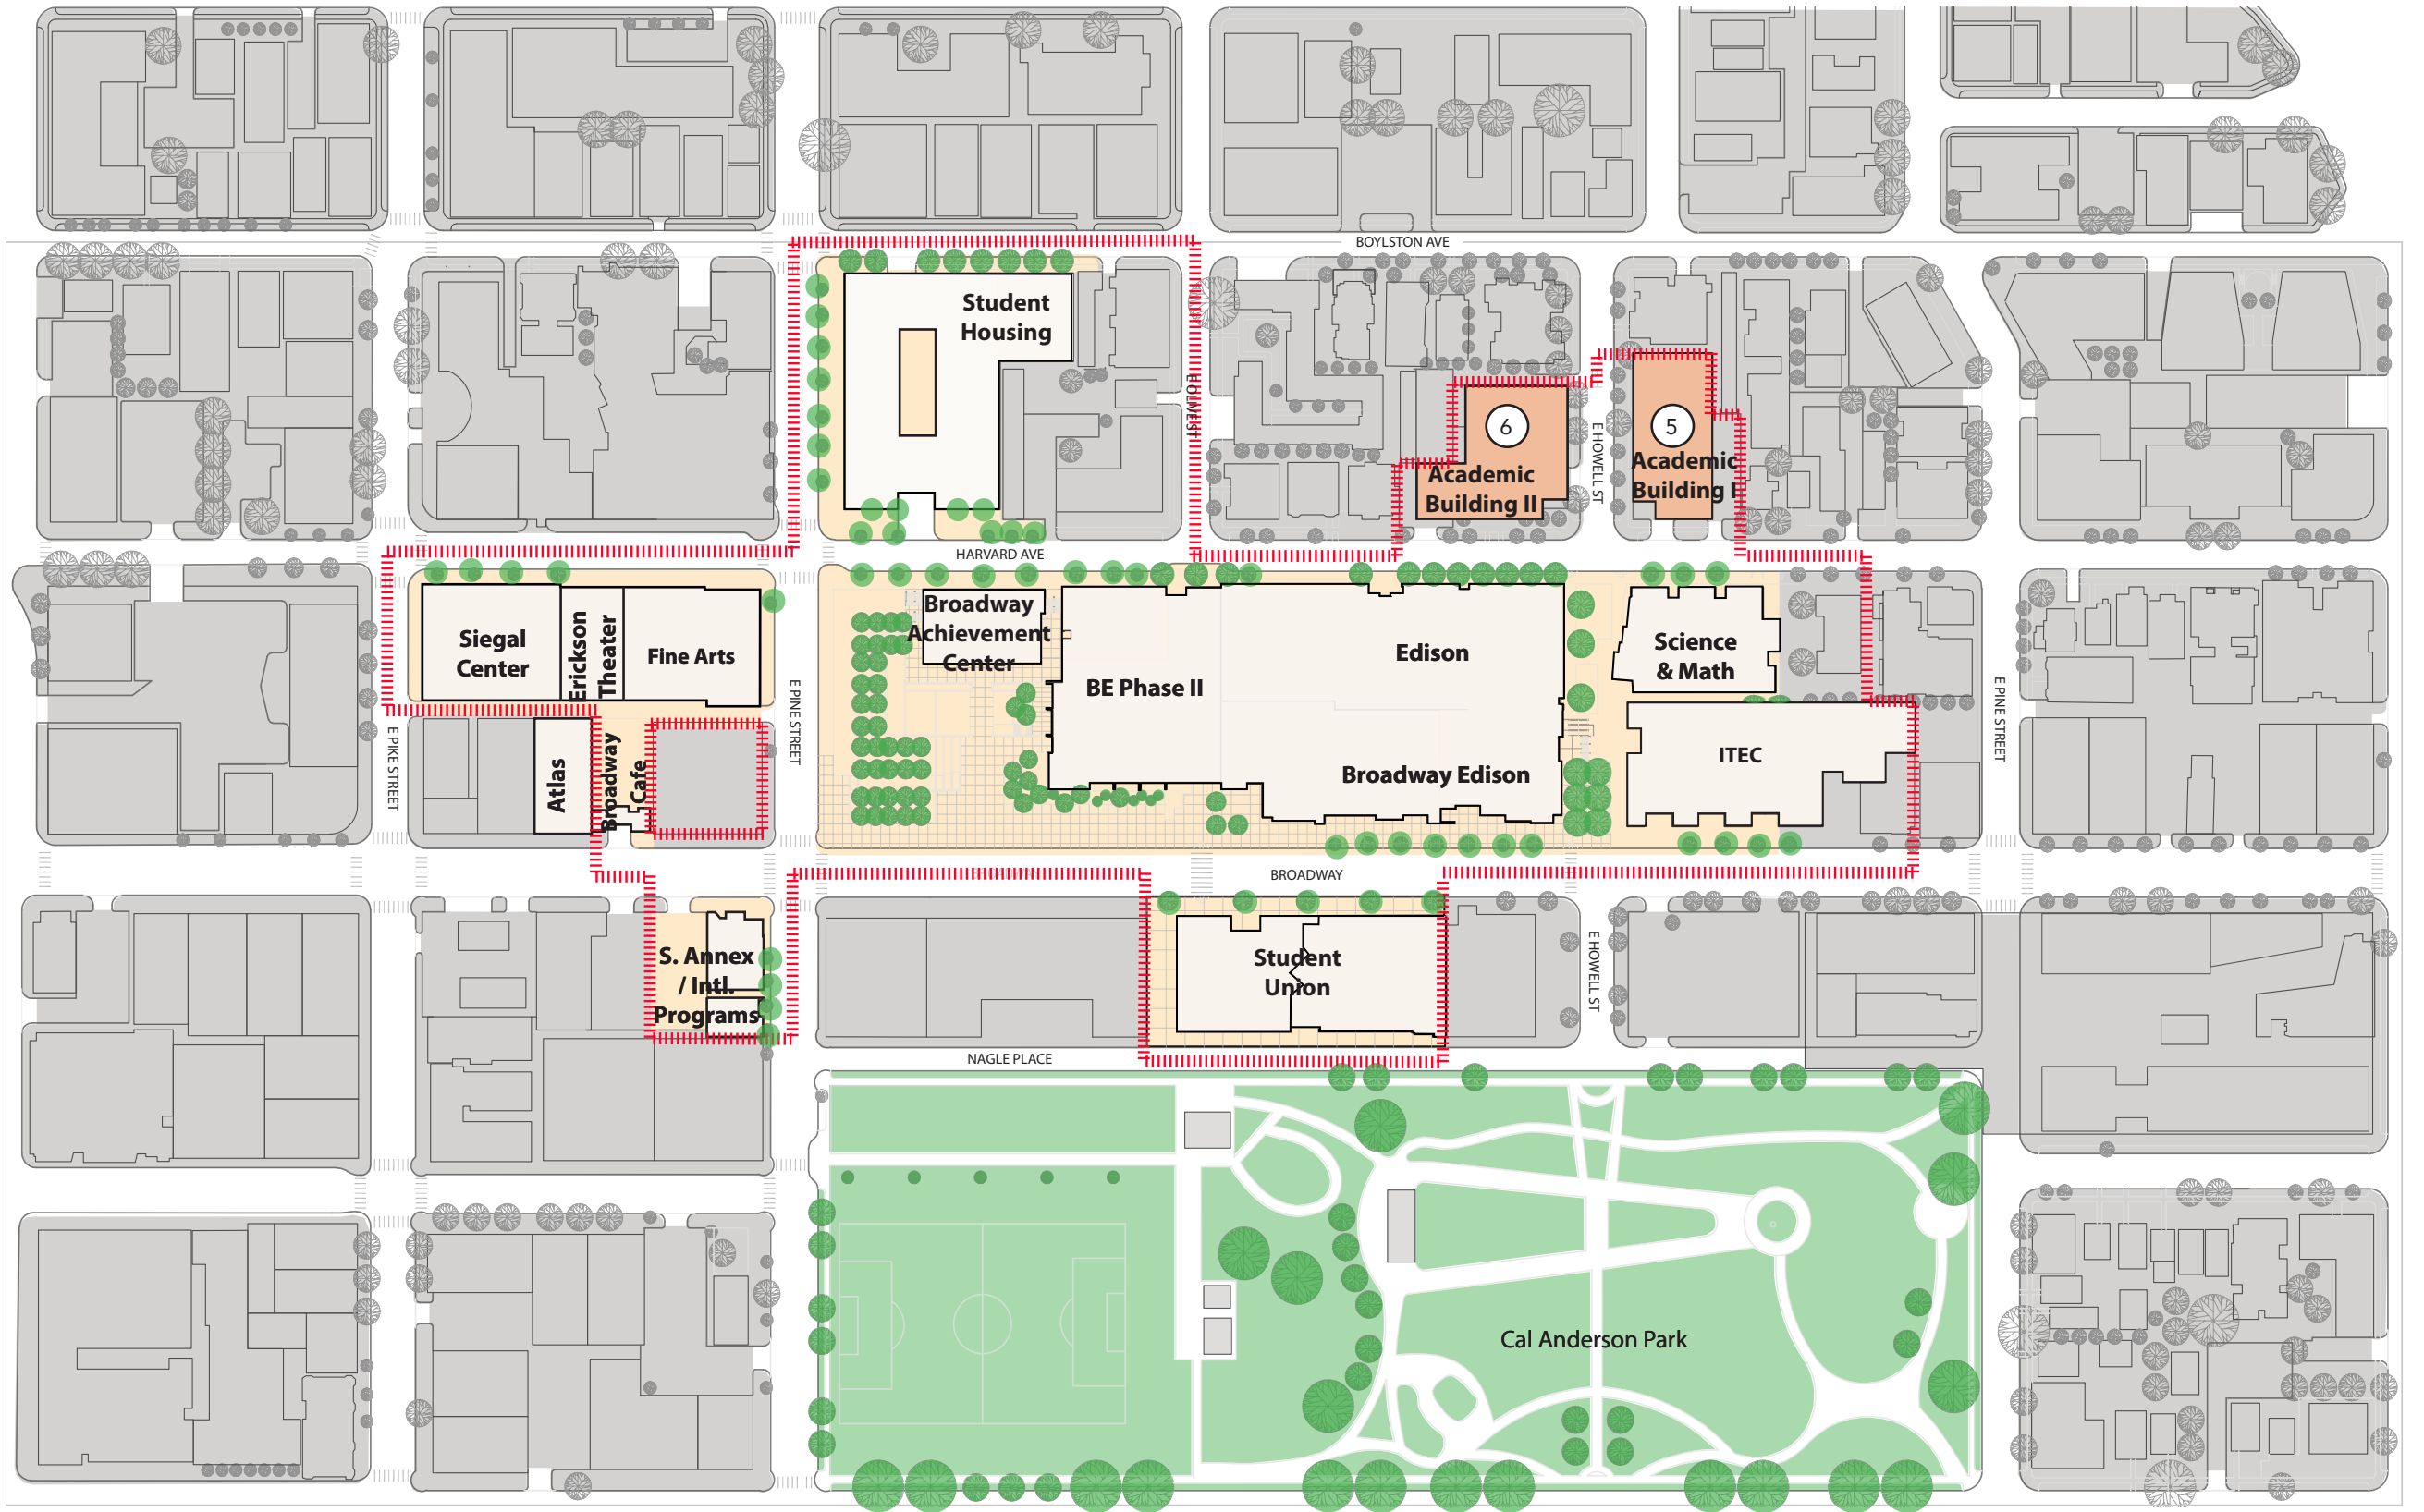 BOYLSTON AVE
Student
Housing
E OLIVE ST
6
Academic
Building II
E HOWELL ST
5
Academic
Building I
HARVARD AVE
Siegal
Center
Erickson
Theater
Fine Arts
E PINE STREET
Broadway
Achievement
Center
BE Phase II
Edison
Science
& Math
E PINE STREET
E PIKE STREET
Atlas
Broadway
Cafe
Broadway Edison
ITEC
BROADWAY
S. Annex
/ Intl.
Programs
Student
Union
E HOWELL ST
NAGLE PLACE
Cal Anderson Park